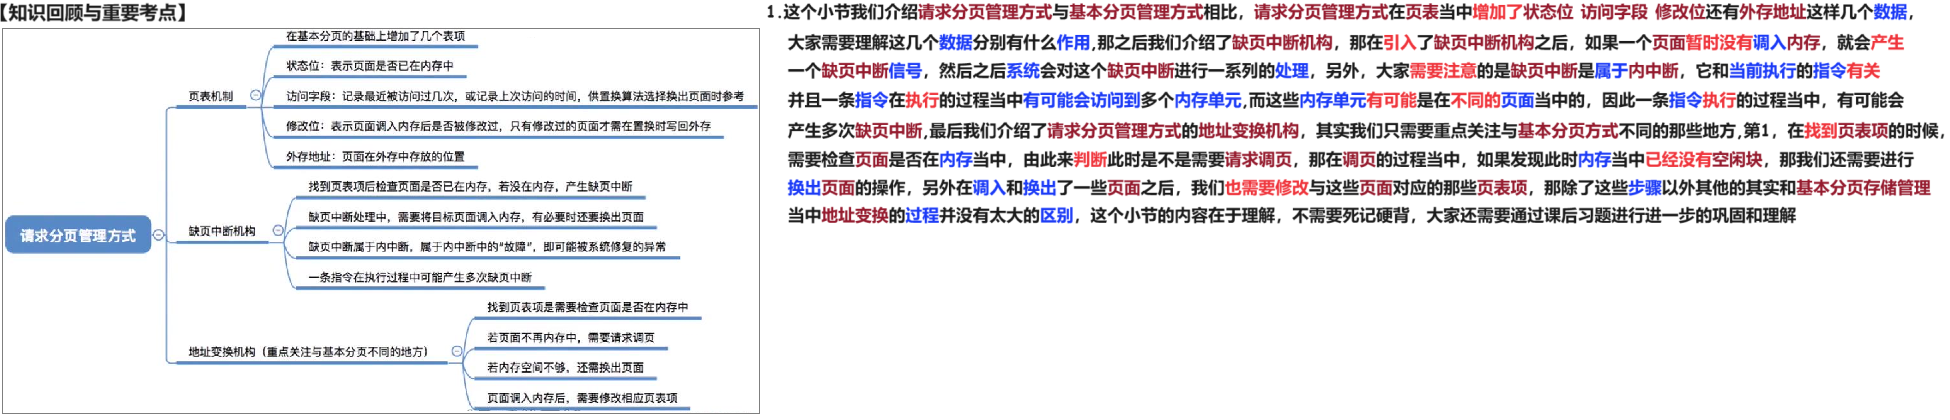 【知识回顾与重要考点】
在基本分页的基础上增加了几个表项
状态位：表示页面是否已在内存中
页表机制
访问字段：记录最近被访问过几次，或记录上次访问的时间，供置换算法选择换出页面时参考
修改位：表示页面调入内存后是否被修改过，只有修改过的页面才需在置换时写回外存
外存地址：页面在外存中存放的位置
找到页表项后检查页面是否已在内存，若没在内存，产生缺页中断
缺页中断处理中，需要将目标页面调入内存，有必要时还要换出页面
请求分页管理方式
缺页中断机构
缺页中断属于内中断，属于内中断中的“故障”，即可能被系统修复的异常
一条指令在执行过程中可能产生多次缺页中断
找到页表项是需要检查页面是否在内存中
若页面不再内存中，需要请求调页
地址变换机构（重点关注与基本分页不同的地方）
若内存空间不够，还需换出页面
页面调入内存后，需要修改相应页表项
1.这个小节我们介绍请求分页管理方式与基本分页管理方式相比，请求分页管理方式在页表当中增加了状态位 访问字段 修改位还有外存地址这样几个数据，
大家需要理解这几个数据分别有什么作用,那之后我们介绍了缺页中断机构，那在引入了缺页中断机构之后，如果一个页面暂时没有调入内存，就会产生
一个缺页中断信号，然后之后系统会对这个缺页中断进行一系列的处理，另外，大家需要注意的是缺页中断是属于内中断，它和当前执行的指令有关
并且一条指令在执行的过程当中有可能会访问到多个内存单元,而这些内存单元有可能是在不同的页面当中的，因此一条指令执行的过程当中，有可能会
产生多次缺页中断,最后我们介绍了请求分页管理方式的地址变换机构，其实我们只需要重点关注与基本分页方式不同的那些地方,第1，在找到页表项的时候，
需要检查页面是否在内存当中，由此来判断此时是不是需要请求调页，那在调页的过程当中，如果发现此时内存当中已经没有空闲块，那我们还需要进行
换出页面的操作，另外在调入和换出了一些页面之后，我们也需要修改与这些页面对应的那些页表项，那除了这些步骤以外其他的其实和基本分页存储管理
当中地址变换的过程并没有太大的区别，这个小节的内容在于理解，不需要死记硬背，大家还需要通过课后习题进行进一步的巩固和理解